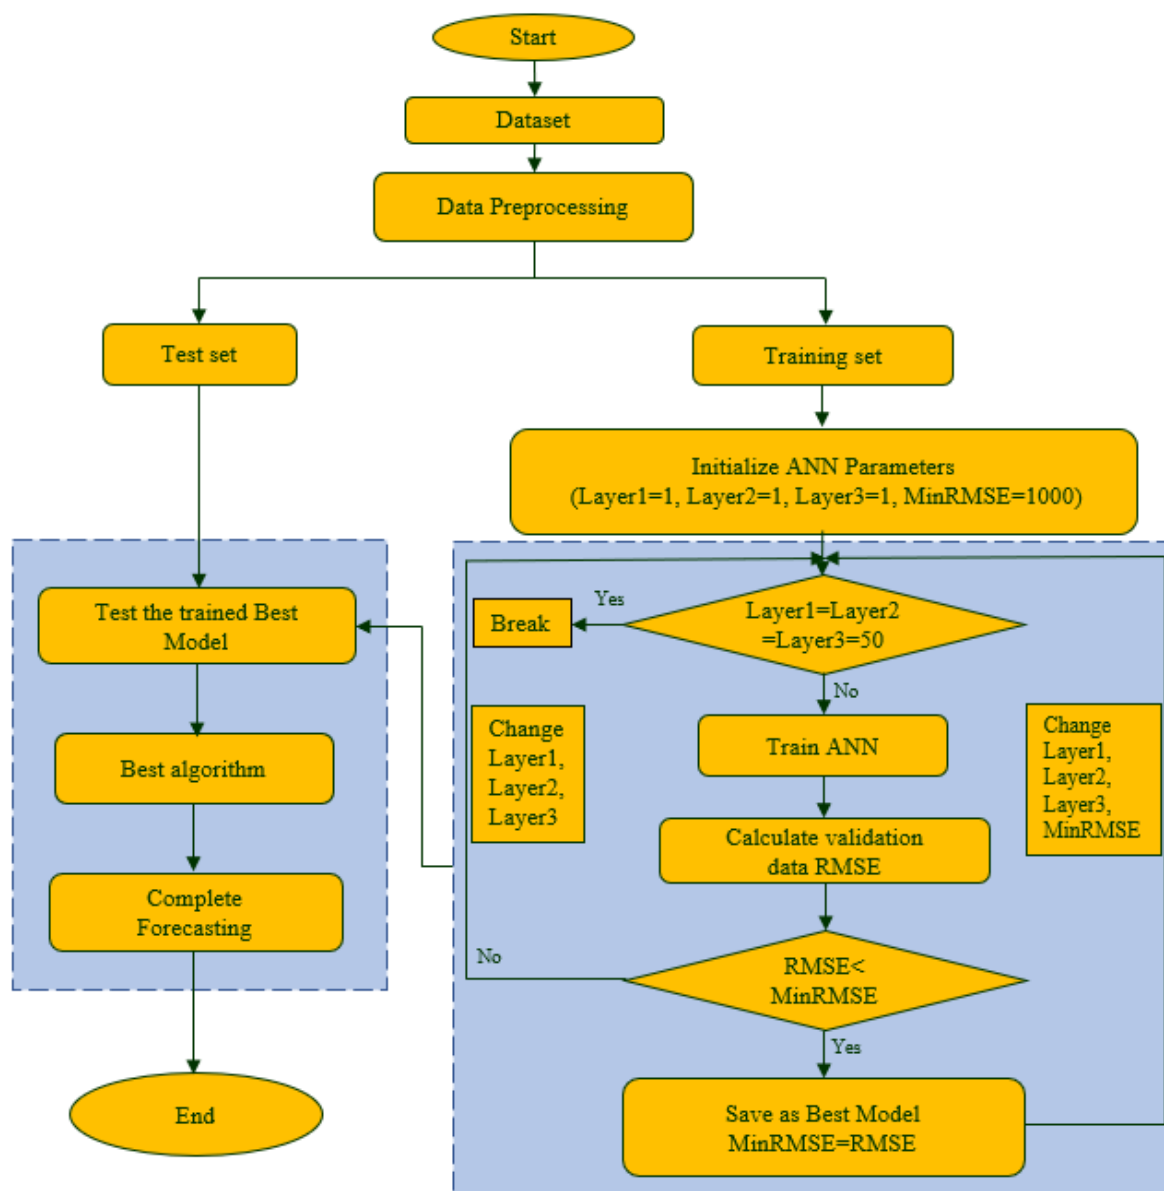 Start
Dataset
Data Preprocessing
Test set
Training set
Initialize ANN Parameters
(Layer1=1, Layer2=1, Layer3=1, MinRMSE=1000)
Test the trained Best
Model
Break
Yes
Layer1=Layer2
=Layer3=50
No
Change
Layer1,
Layer2,
Layer3
Train ANN
Change
Layer1,
Layer2,
Layer3,
MinRMSE
Best algorithm
Calculate validation
data RMSE
Complete
Forecasting
No
RMSE<
MinRMSE
Yes
End
Save as Best Model
MinRMSE=RMSE